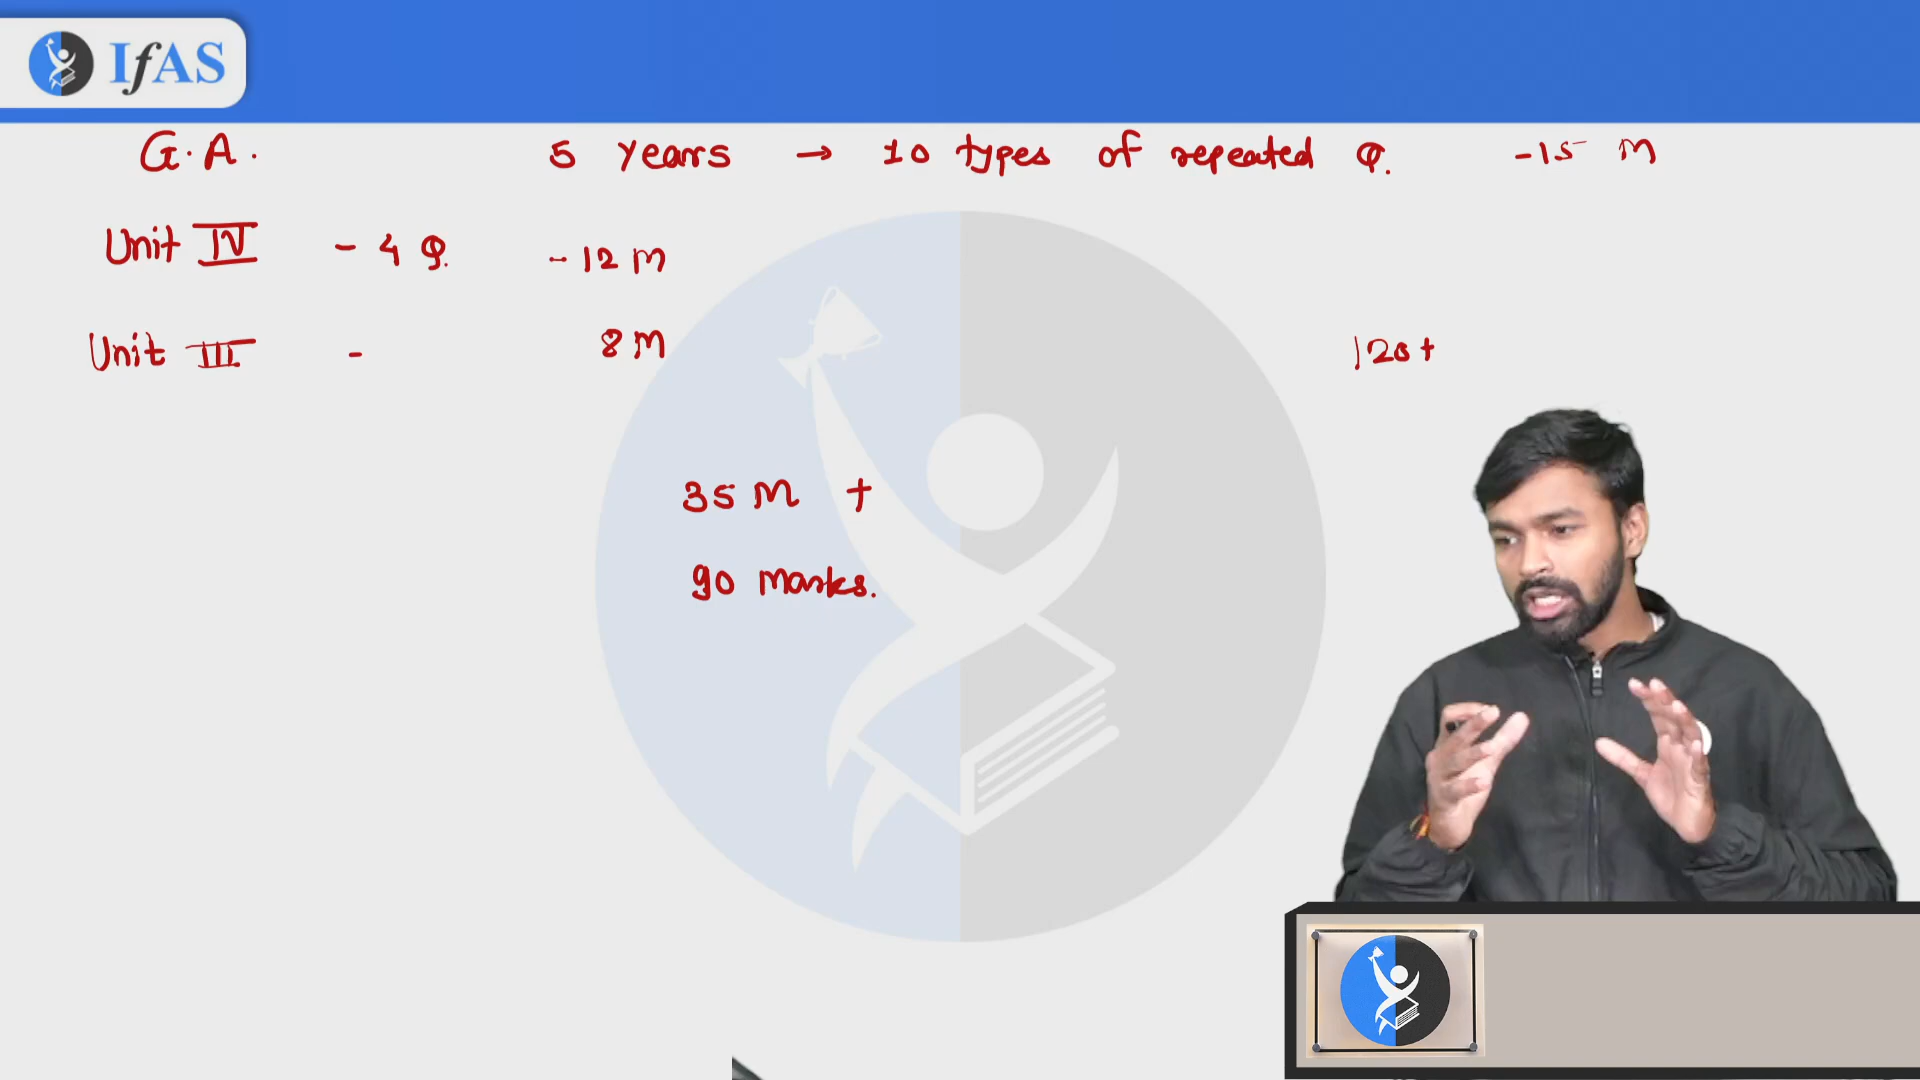 IfAS
G.A. 5 years → 10 types of repeated Q. -15 M
Unit IV - 4 Q. - 12 M
Unit III - 8 M
120+
35 M +
90 marks.